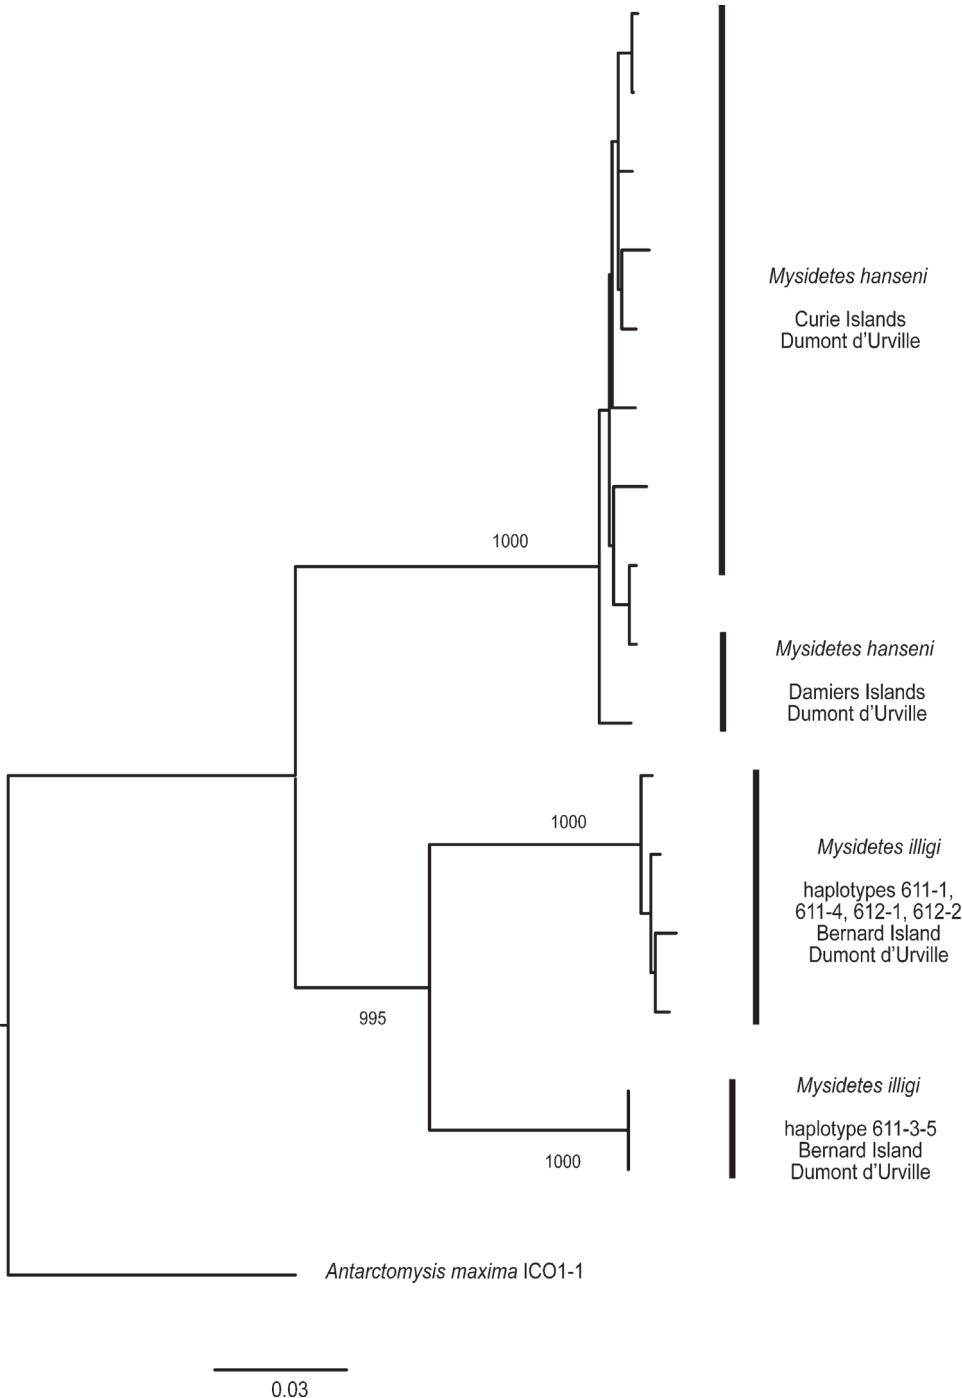 Mysidetes hanseni
Curie Islands
Dumont d’Urville
1000
Mysidetes hanseni
Damiers Islands
Dumont d’Urville
1000
Mysidetes illigi
haplotypes 611-1,
611-4, 612-1, 612-2
Bernard Island
Dumont d’Urville
995
Mysidetes illigi
haplotype 611-3-5
Bernard Island
Dumont d’Urville
1000
Antarctomysis maxima ICO1-1
0.03